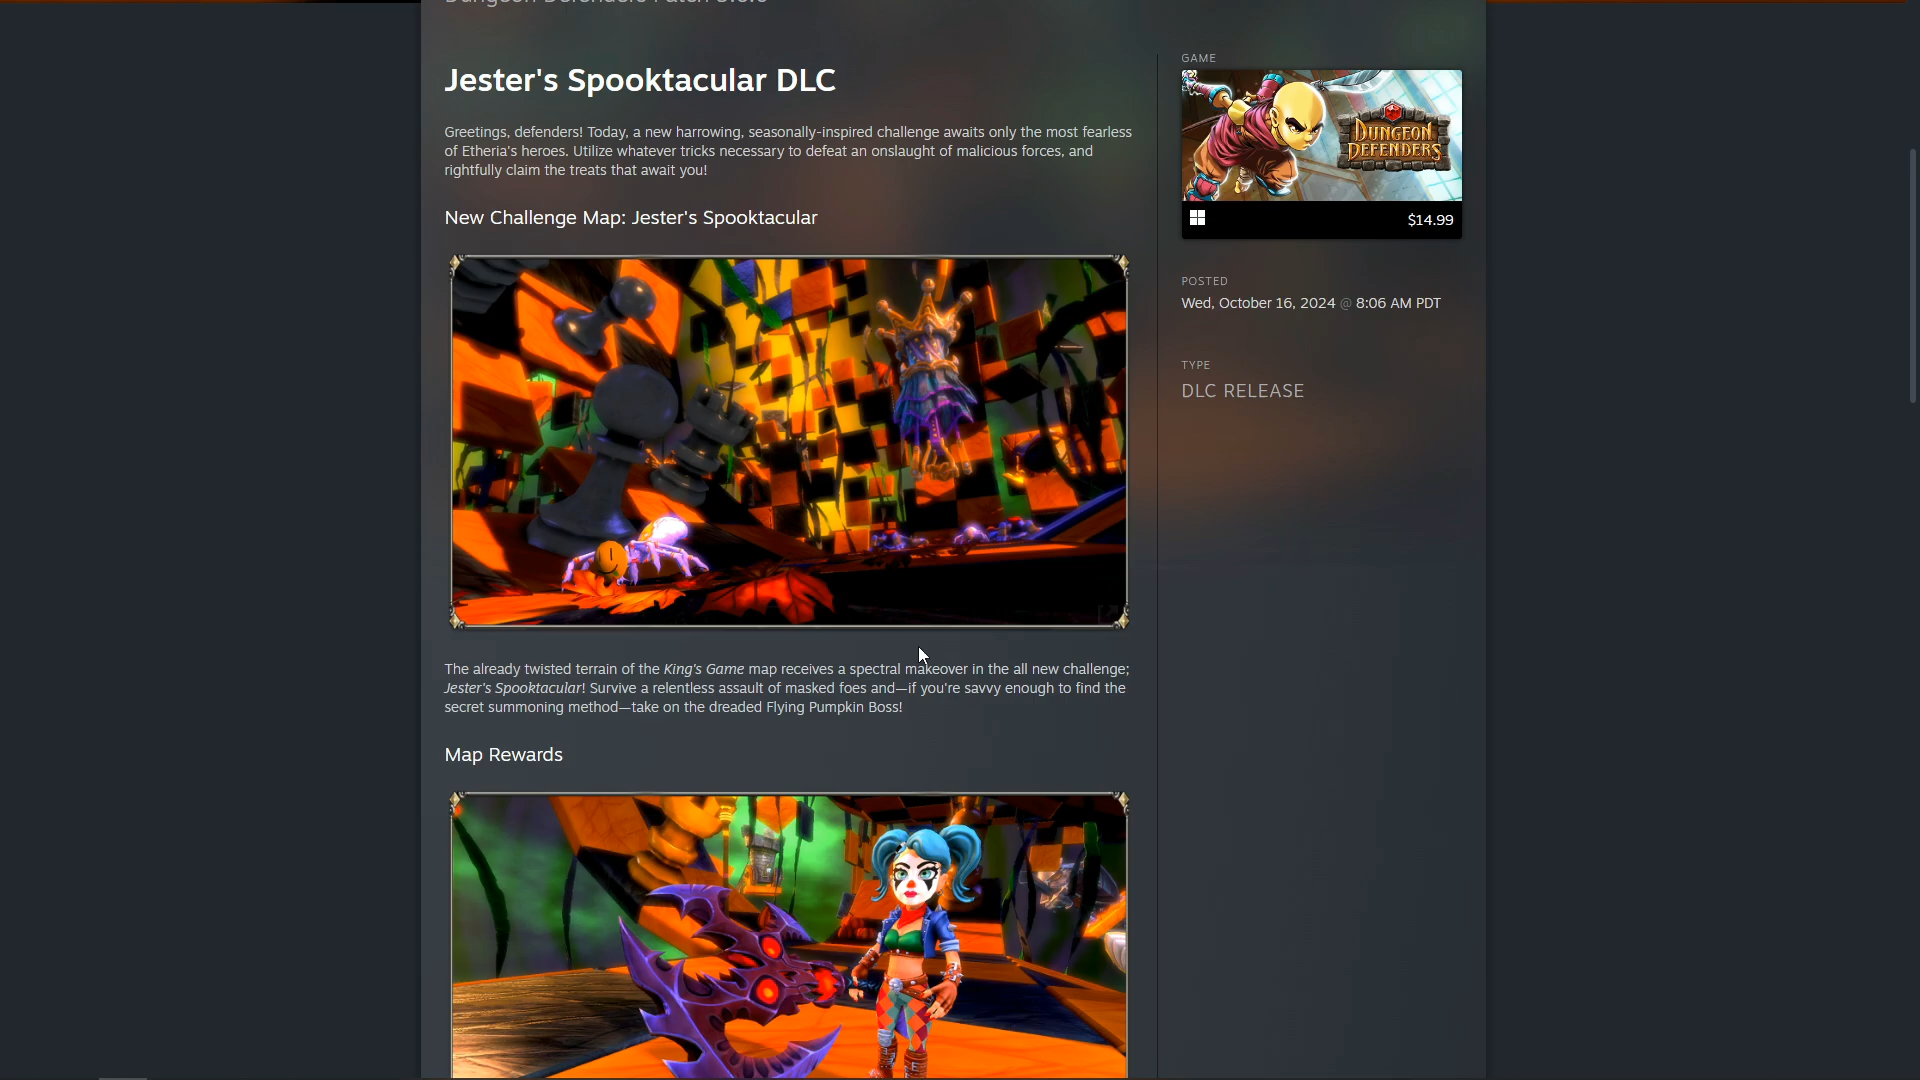 Jester's Spooktacular DLC
Greetings, defenders! Today, a new harrowing, seasonally-inspired challenge awaits only the most fearless
of Etheria's heroes. Utilize whatever tricks necessary to defeat an onslaught of malicious forces, and
rightfully claim the treats that await you!
New Challenge Map: Jester's Spooktacular
The already twisted terrain of the King's Game map receives a spectral makeover in the all new challenge;
Jester's Spooktacular! Survive a relentless assault of masked foes and—if you're savvy enough to find the
secret summoning method—take on the dreaded Flying Pumpkin Boss!
Map Rewards
GAME
DUNGEON
DEFENDERS
$14.99
POSTED
Wed, October 16, 2024 @ 8:06 AM PDT
TYPE
DLC RELEASE